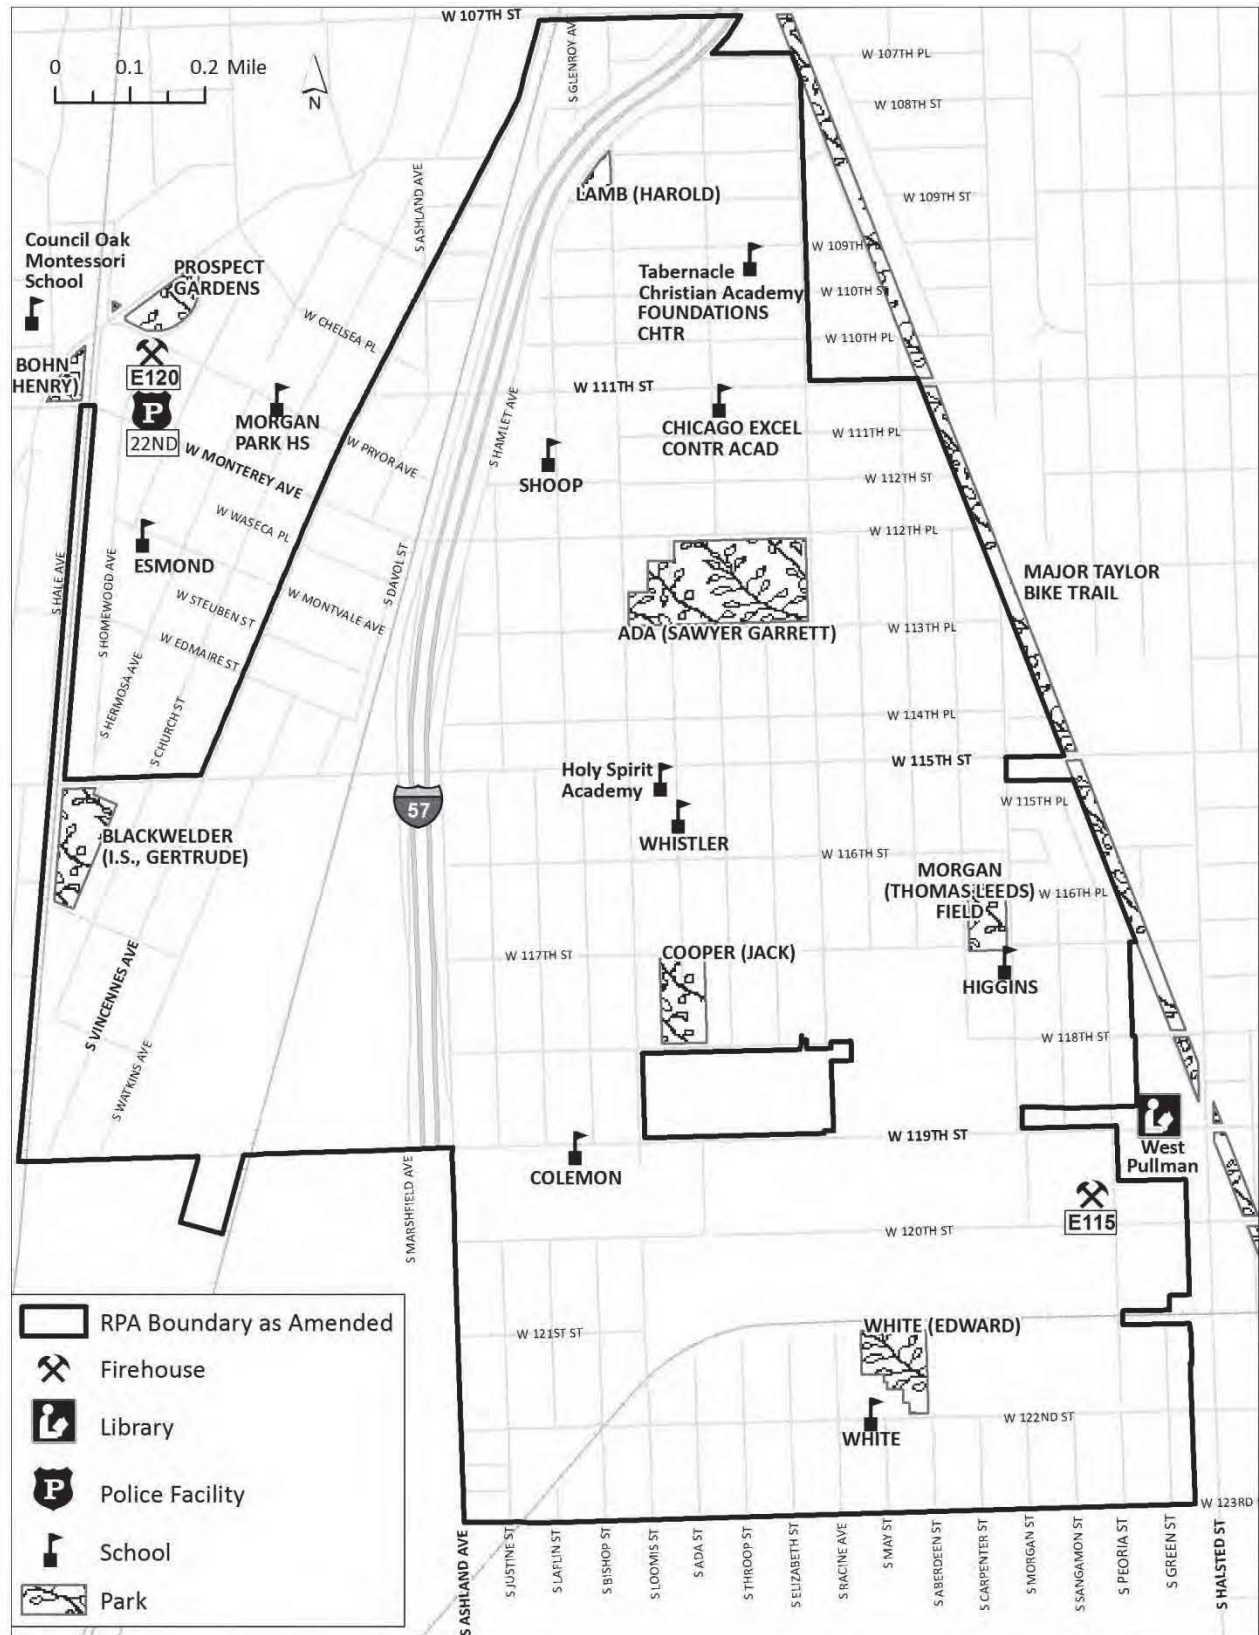 W 107TH ST
0 0.1 0.2 Mile
N
S GLENROY AVE
W 107TH PL
W 108TH ST
S ASHLAND AVE
LAMB (HAROLD)
W 109TH ST
Council Oak
Montessori
School
PROSPECT
GARDENS
Tabernacle
Christian Academy
FOUNDATIONS
CHTR
W 109TH
W 110TH ST
W 110TH PL
W CHELSEA PL
BOHN
HENRY)
E120
P
22ND
MORGAN
PARK HS
W 111TH ST
S HAMLET AVE
CHICAGO EXCEL
CONTR ACAD
W 111TH PL
W PRYOR AVE
W MONTEREY AVE
SHOOP
W 112TH ST
W WASECA PL
W 112TH PL
ESMOND
S HALE AVE
S HOMEWOOD AVE
S DAVOL ST
MAJOR TAYLOR
BIKE TRAIL
W STEUBEN ST
W MONTVALE AVE
ADA (SAWYER GARRETT)
W 113TH PL
W EDMAIRE ST
S HERMOSA AVE
S CHURCH ST
W 114TH PL
W 115TH ST
Holy Spirit
Academy
57
W 115TH PL
BLACKWELDER
(I.S., GERTRUDE)
WHISTLER
W 116TH ST
MORGAN
(THOMAS LEEDS)
FIELD
W 116TH PL
S VINCENNES AVE
W 117TH ST
COOPER (JACK)
HIGGINS
W 118TH ST
S WATKINS AVE
W 119TH ST
West
Pullman
COLEMON
S MARSHFIELD AVE
E115
W 120TH ST
RPA Boundary as Amended
Firehouse
Library
P
Police Facility
School
Park
W 121ST ST
WHITE (EDWARD)
W 122ND ST
WHITE
W 123RD
S ASHLAND AVE
S JUSTINE ST
S LAFLIN ST
S BISHOP ST
S LOOMIS ST
S ADA ST
S THROOP ST
S ELIZABETH ST
S RACINE AVE
S MAY ST
S ABERDEEN ST
S CARPENTER ST
S MORGAN ST
S SANGAMON ST
S PEORIA ST
S GREEN ST
S HALSTED ST